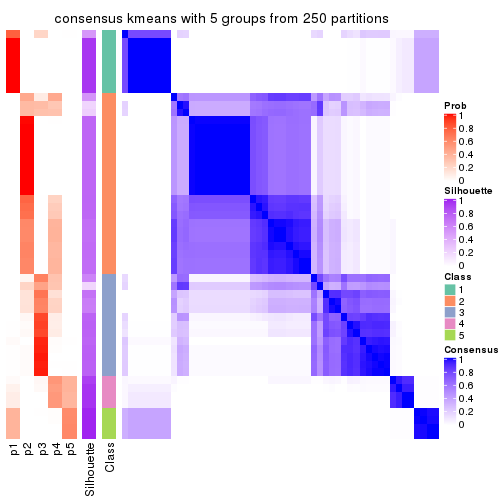 consensus kmeans with 5 groups from 250 partitions
Prob
1
0.8
0.6
0.4
0.2
0
Silhouette
1
0.8
0.6
0.4
0.2
0
Class
1
2
3
4
5
Consensus
1
0.8
0.6
0.4
0.2
0
p1
p2
p3
p4
p5
Silhouette
Class